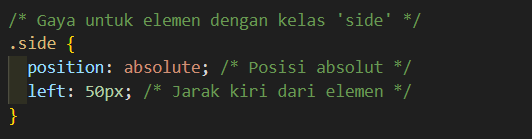 /* Gaya untuk elemen dengan kelas 'side' */
.side {
position: absolute; /* Posisi absolut */
left: 50px; /* Jarak kiri dari elemen */
}